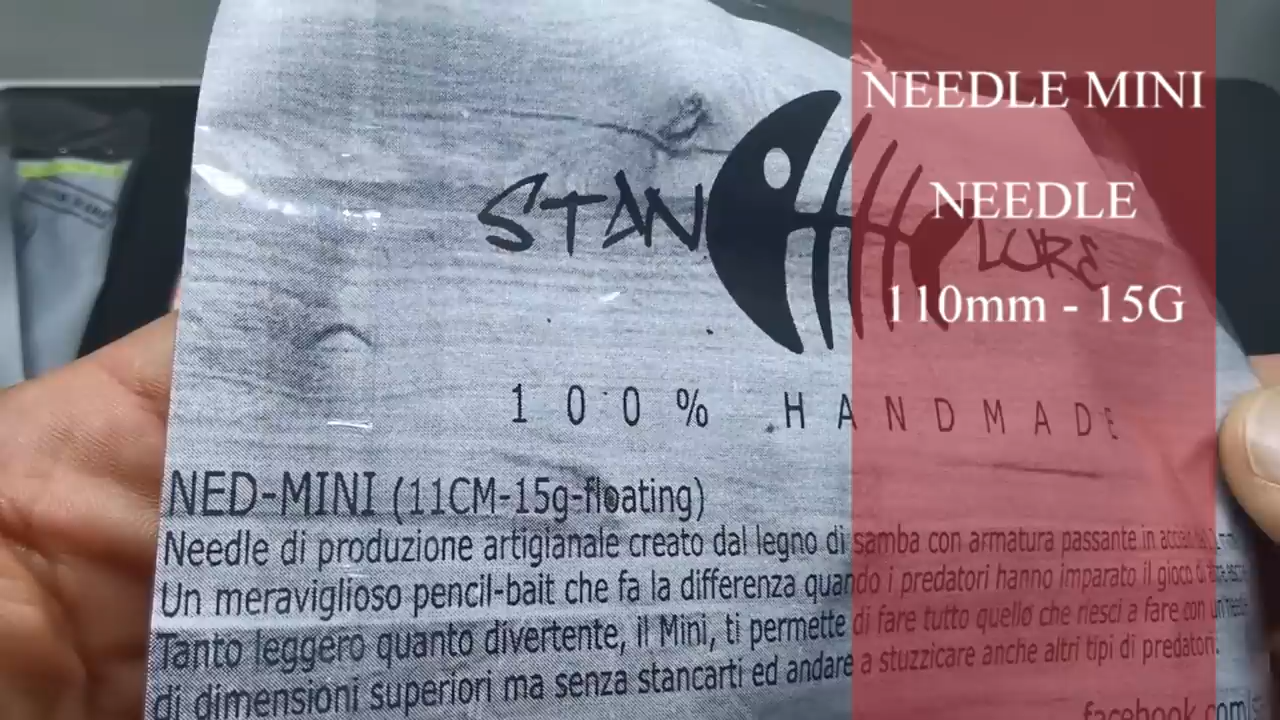 NEEDLE MINI
NEEDLE
110mm - 15G
STAN LURE
100% HANDMADE
NED-MINI (11CM-15g-floating)
Needle di produzione artigianale creato dal legno di samba con armatura passante in
Un meraviglioso pencil-bait che fa la differenza quando i predatori hanno imparato il gioco di
Tanto leggero quanto divertente, il Mini, ti permette di fare tutto quello che riesci a fare con un needle
di dimensioni superiori ma senza stancarti ed andare a stuzzicare anche altri tipi di predatori.
facebook.com/